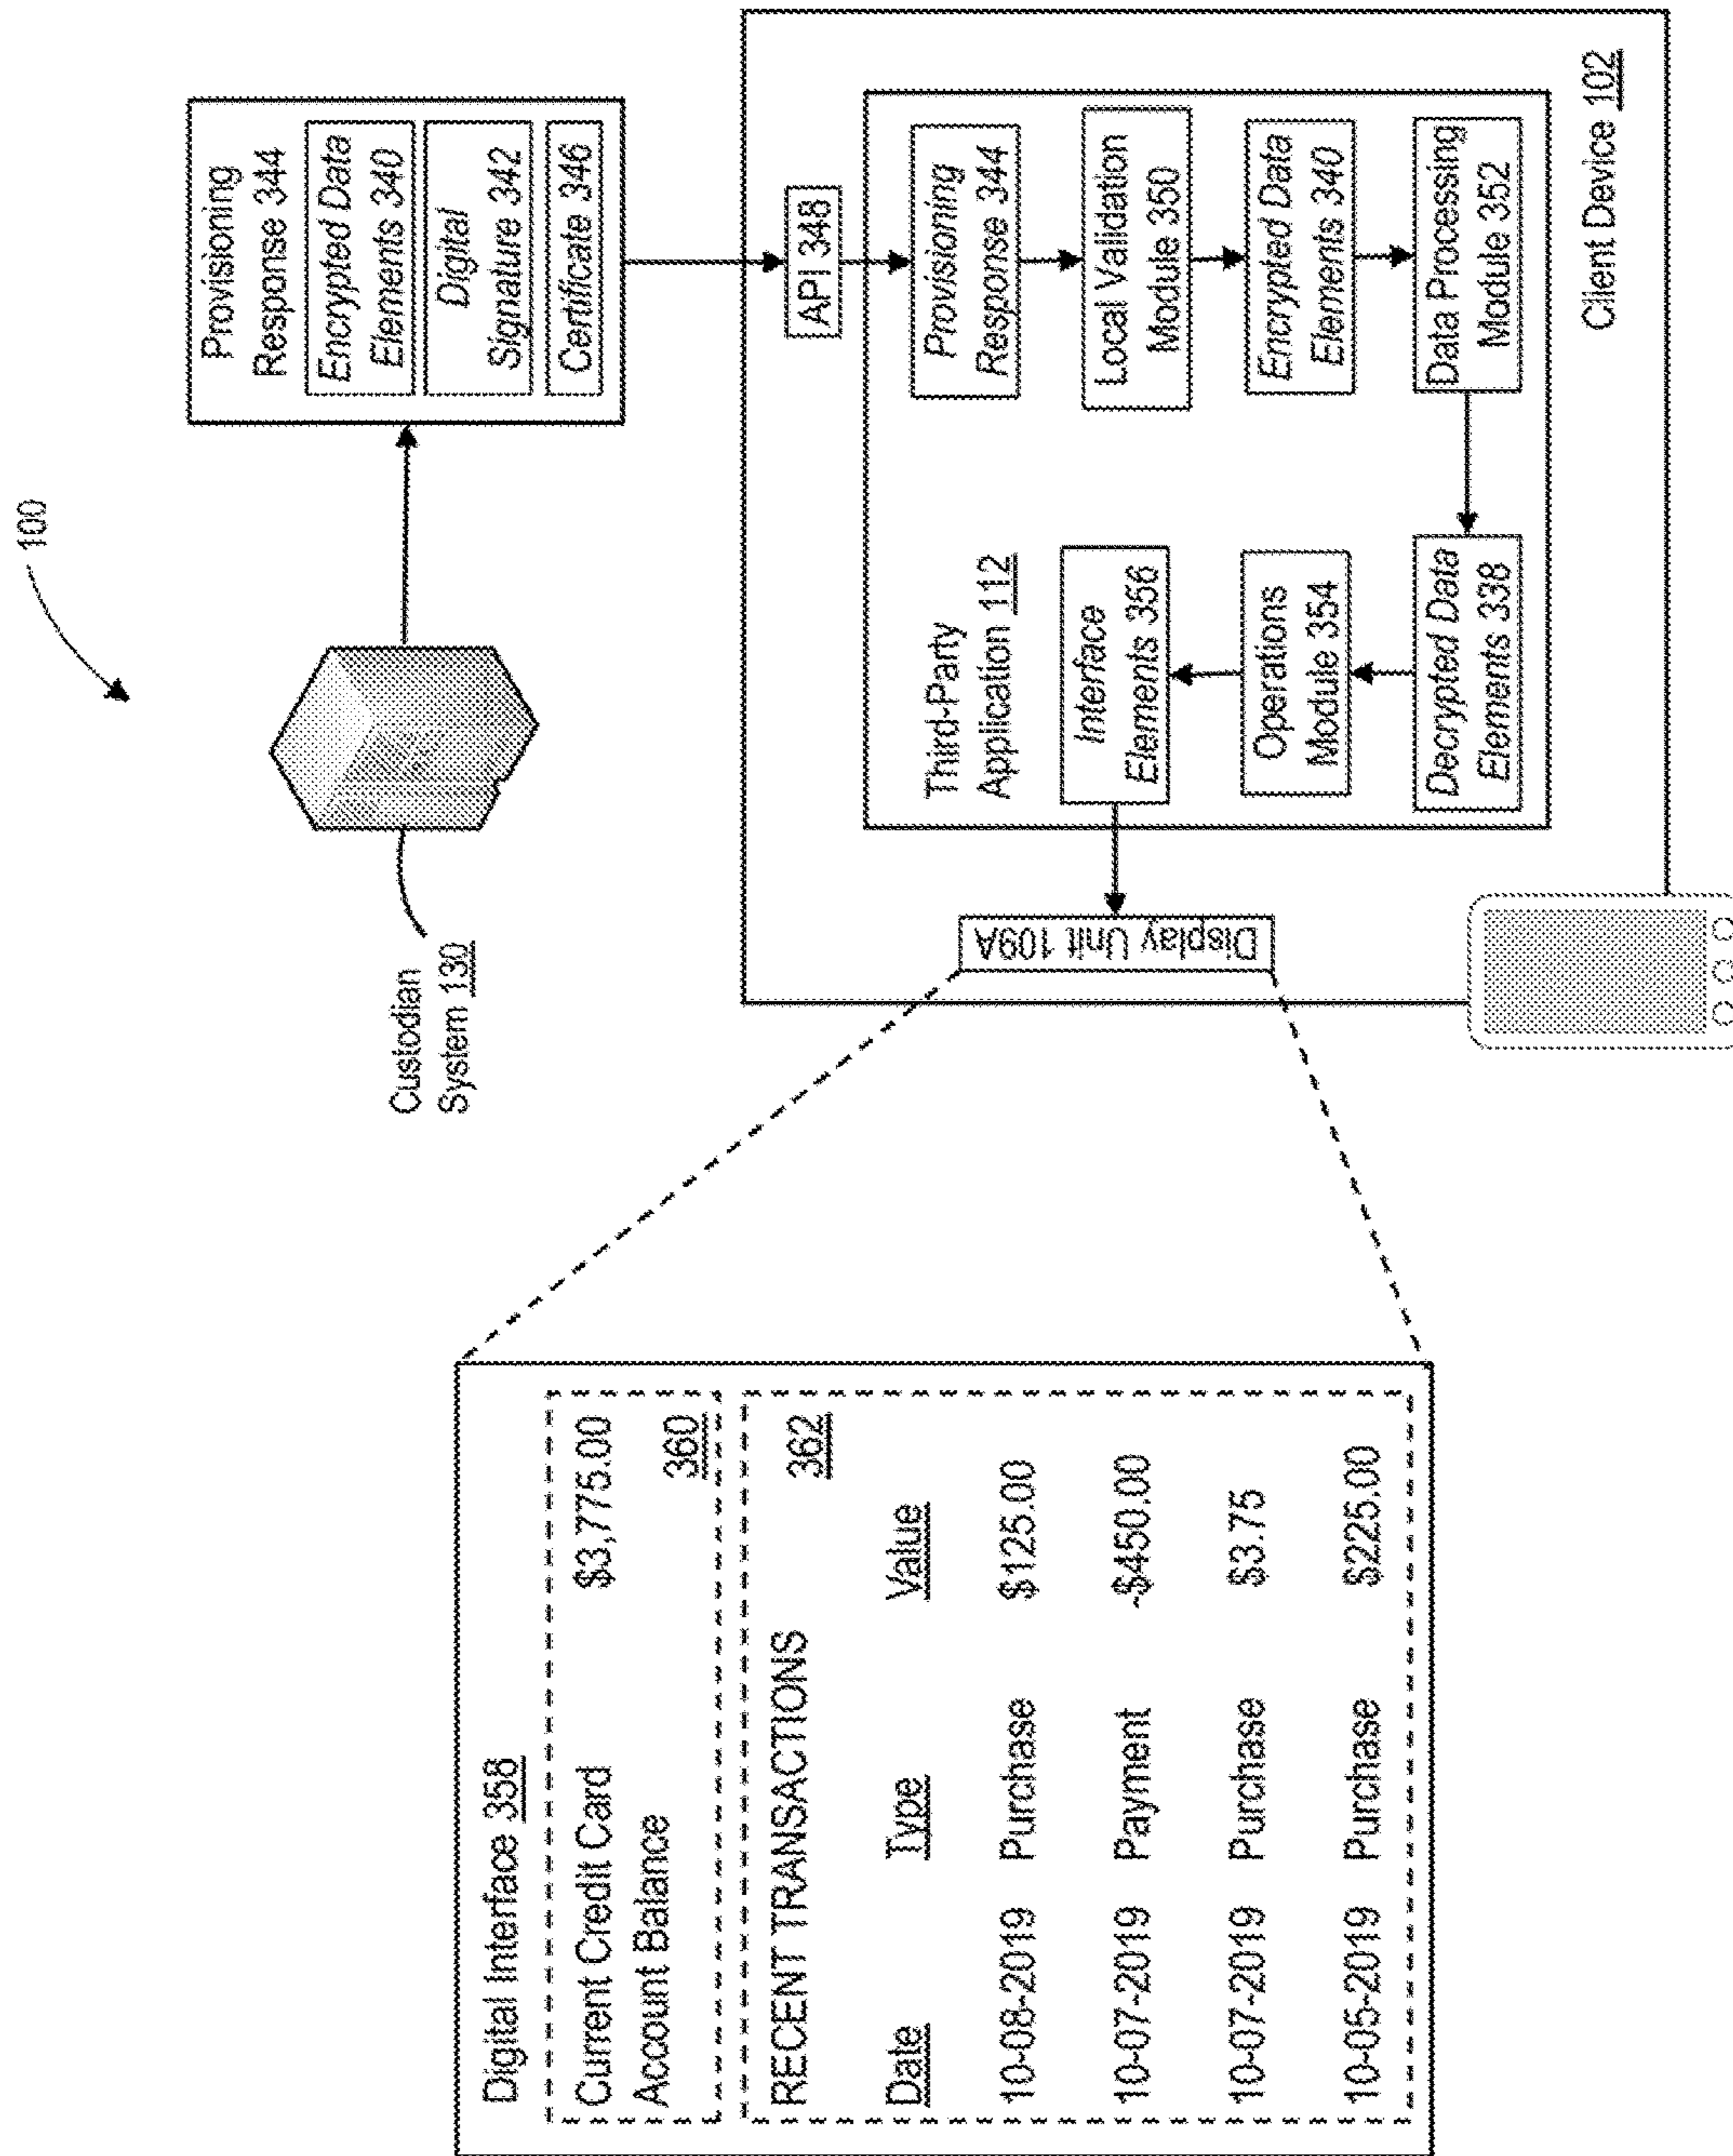 100
Custodian
System 130
Provisioning
Response 344
Encrypted Data
Elements 340
Digital
Signature 342
Certificate 346
Digital Interface 358
Current Credit Card $3,775.00
Account Balance 360
RECENT TRANSACTIONS 362
Date Type Value
10-08-2019 Purchase $125.00
10-07-2019 Payment -$450.00
10-07-2019 Purchase $3.75
10-05-2019 Purchase $225.00
Display Unit 109A
API 348
Third-Party
Application 112
Provisioning
Response 344
Local Validation
Module 350
Encrypted Data
Elements 340
Data Processing
Module 352
Decrypted Data
Elements 338
Operations
Module 354
Interface
Elements 356
Client Device 102